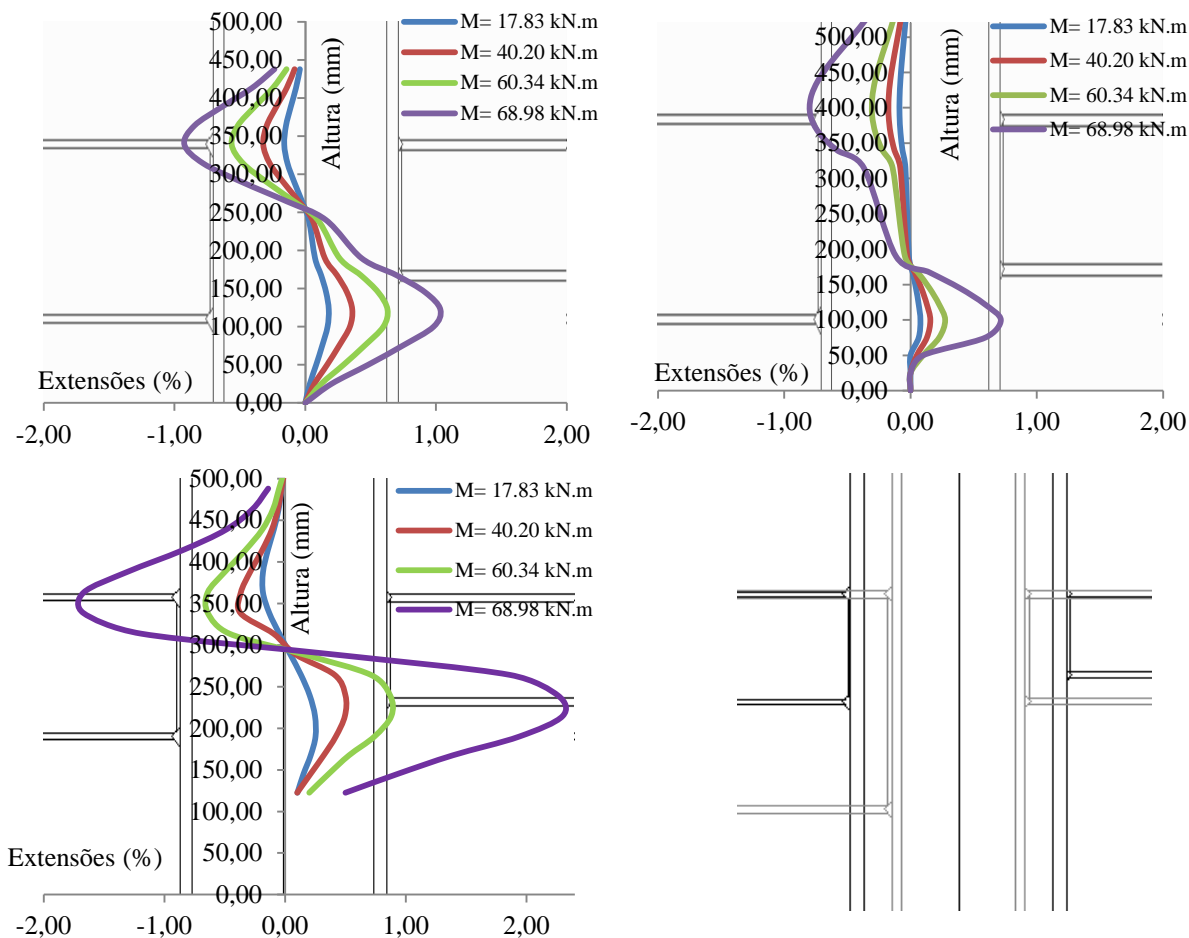 500,00
450,00
400,00
350,00
300,00
250,00
200,00
150,00
100,00
50,00
0,00
-2,00 -1,00 0,00 1,00 2,00
Altura (mm)
Extensões (%)
M= 17.83 kN.m
M= 40.20 kN.m
M= 60.34 kN.m
M= 68.98 kN.m
500,00
450,00
400,00
350,00
300,00
250,00
200,00
150,00
100,00
50,00
0,00
-2,00 -1,00 0,00 1,00 2,00
Altura (mm)
Extensões (%)
M= 17.83 kN.m
M= 40.20 kN.m
M= 60.34 kN.m
M= 68.98 kN.m
500,00
450,00
400,00
350,00
300,00
250,00
200,00
150,00
100,00
50,00
0,00
-2,00 -1,00 0,00 1,00 2,00
Altura (mm)
Extensões (%)
M= 17.83 kN.m
M= 40.20 kN.m
M= 60.34 kN.m
M= 68.98 kN.m